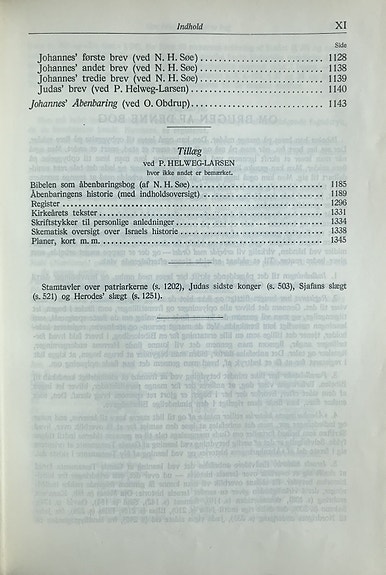 Indhold XI
Side
Johannes' første brev (ved N. H. Søe) 1128
Johannes' andet brev (ved N. H. Søe) 1138
Johannes' tredie brev (ved N. H. Søe) 1139
Judas' brev (ved P. Helweg-Larsen) 1140
Johannes' Åbenbaring (ved O. Obdrup) 1143
Tillæg
ved P. HELWEG-LARSEN
hvor ikke andet er bemærket.
Bibelen som åbenbaringsbog (af N. H. Søe) 1185
Åbenbaringens historie (med indholdsoversigt) 1189
Register 1296
Kirkeårets tekster 1331
Skriftstykker til personlige anledninger 1334
Skematisk oversigt over Israels historie 1338
Planer, kort m. m. 1345
Stamtavler over patriarkerne (s. 1202), Judas sidste konger (s. 503), Sjafans slægt
(s. 521) og Herodes' slægt (s. 1251).